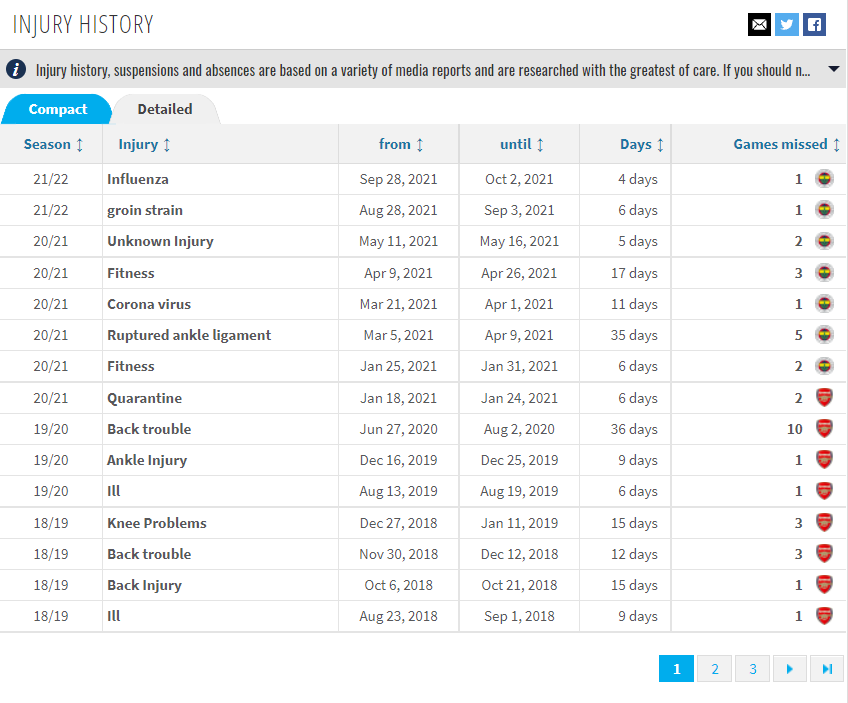 INJURY HISTORY
Injury history, suspensions and absences are based on a variety of media reports and are researched with the greatest of care. If you should n...
Compact Detailed
Season Injury from until Days Games missed
21/22 Influenza Sep 28, 2021 Oct 2, 2021 4 days 1
21/22 groin strain Aug 28, 2021 Sep 3, 2021 6 days 1
20/21 Unknown Injury May 11, 2021 May 16, 2021 5 days 2
20/21 Fitness Apr 9, 2021 Apr 26, 2021 17 days 3
20/21 Corona virus Mar 21, 2021 Apr 1, 2021 11 days 1
20/21 Ruptured ankle ligament Mar 5, 2021 Apr 9, 2021 35 days 5
20/21 Fitness Jan 25, 2021 Jan 31, 2021 6 days 2
20/21 Quarantine Jan 18, 2021 Jan 24, 2021 6 days 2
19/20 Back trouble Jun 27, 2020 Aug 2, 2020 36 days 10
19/20 Ankle Injury Dec 16, 2019 Dec 25, 2019 9 days 1
19/20 Ill Aug 13, 2019 Aug 19, 2019 6 days 1
18/19 Knee Problems Dec 27, 2018 Jan 11, 2019 15 days 3
18/19 Back trouble Nov 30, 2018 Dec 12, 2018 12 days 3
18/19 Back Injury Oct 6, 2018 Oct 21, 2018 15 days 1
18/19 Ill Aug 23, 2018 Sep 1, 2018 9 days 1
1 2 3